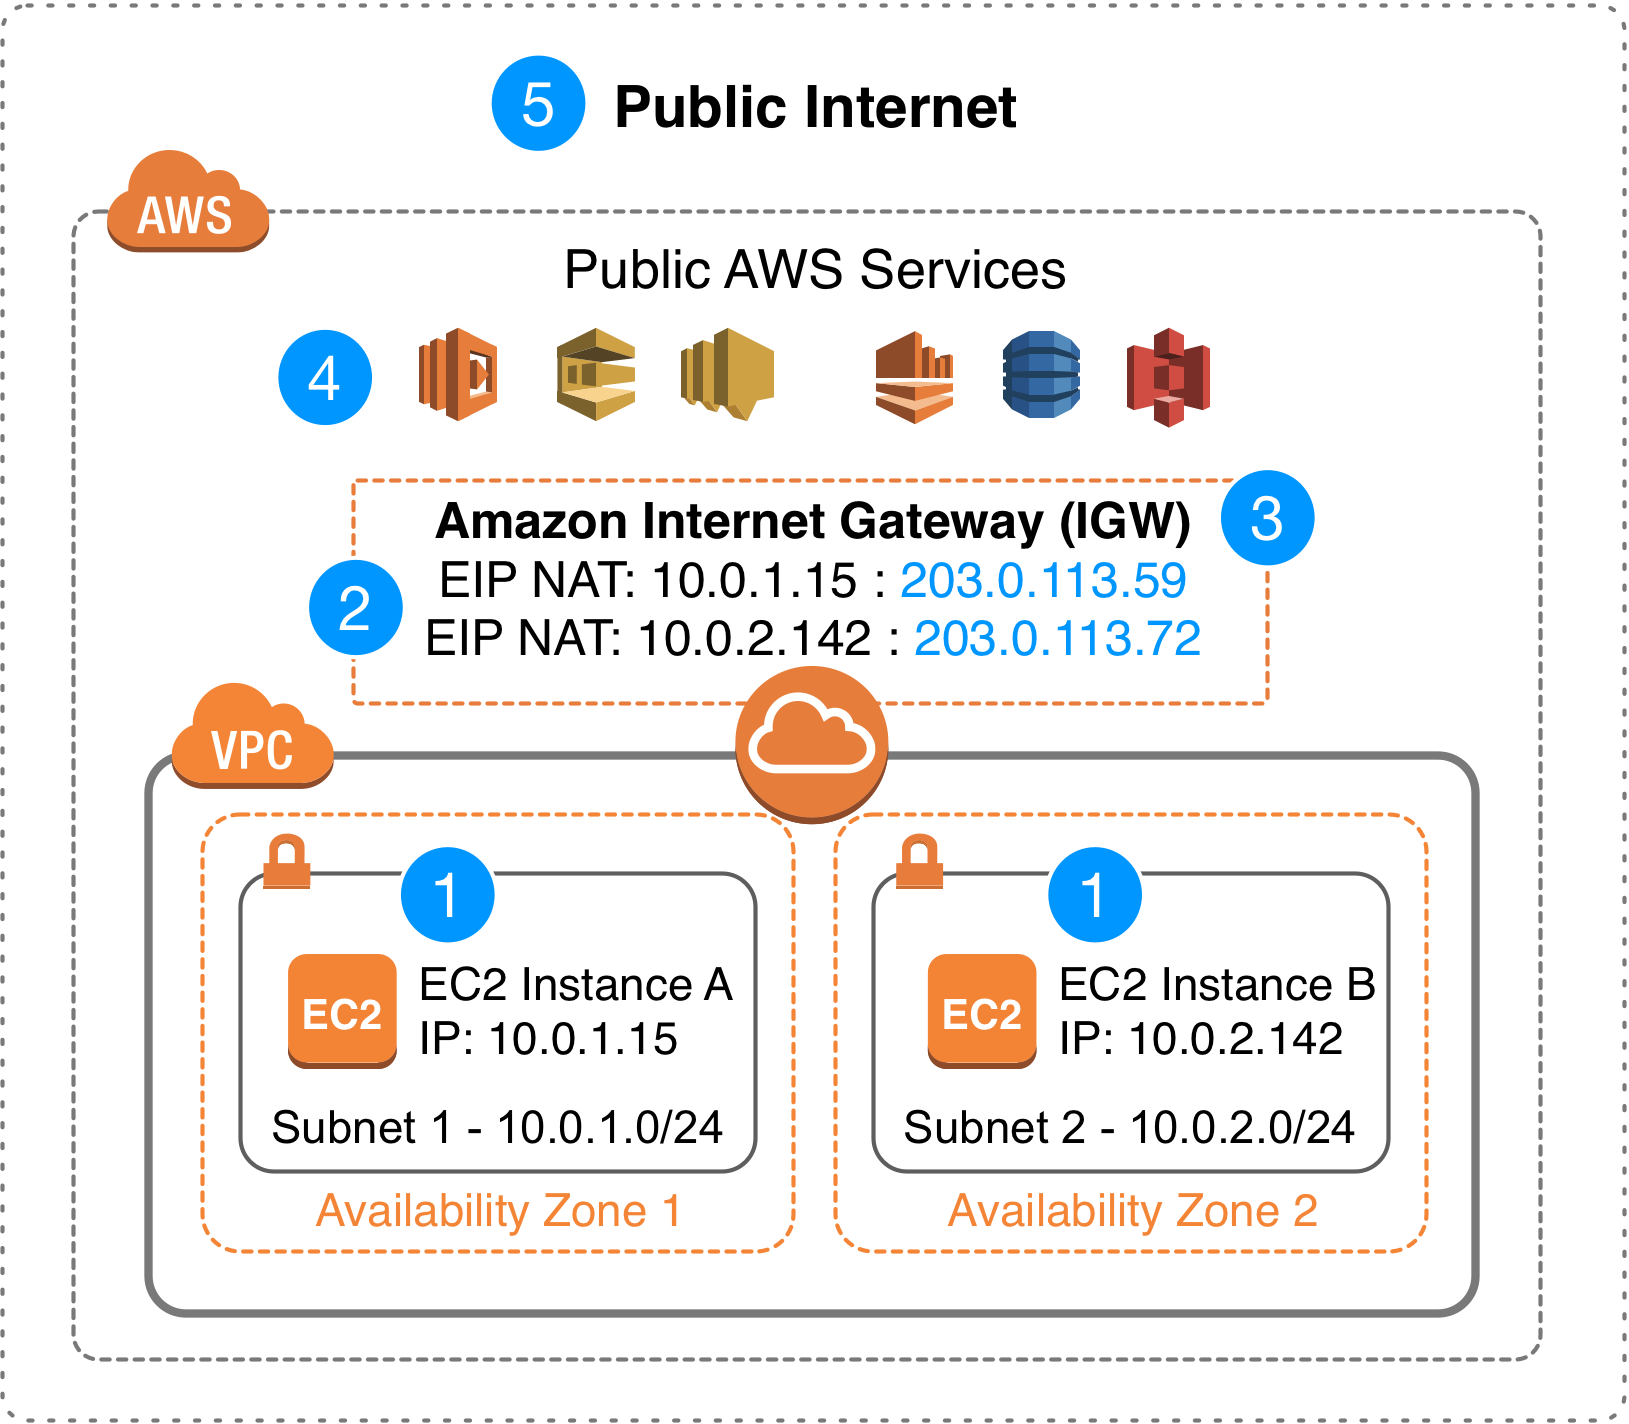 5 Public Internet
AWS
Public AWS Services
4
Amazon Internet Gateway (IGW) 3
EIP NAT: 10.0.1.15 : 203.0.113.59
2
EIP NAT: 10.0.2.142 : 203.0.113.72
VPC
1
EC2
EC2 Instance A
IP: 10.0.1.15
Subnet 1 - 10.0.1.0/24
Availability Zone 1
1
EC2
EC2 Instance B
IP: 10.0.2.142
Subnet 2 - 10.0.2.0/24
Availability Zone 2